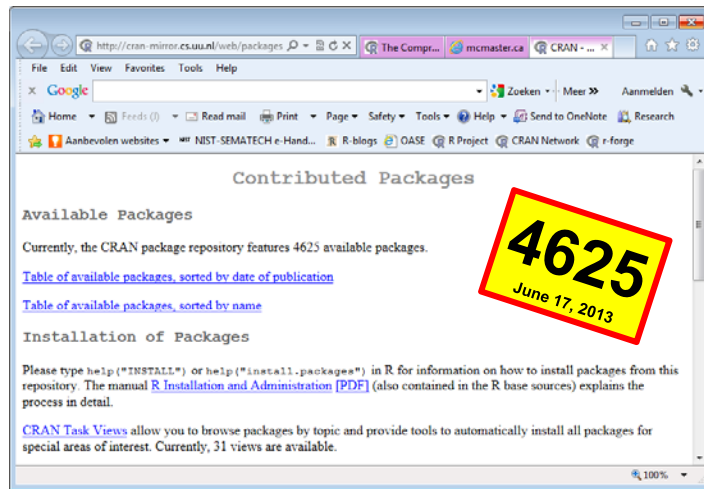 http://cran-mirror.cs.uu.nl/web/packages
The Compr...
mcmaster.ca
CRAN - ...
File Edit View Favorites Tools Help
Google
Zoeken
Meer »
Anmelden
Home
Feeds (J)
Read mail
Print
Page
Safety
Tools
Help
Send to OneNote
Research
Aanbevolen websites
NIST-SEMATECH e-Hand...
R-blogs
OASE
R Project
CRAN Network
r-forge
Contributed Packages
Available Packages
Currently, the CRAN package repository features 4625 available packages.
Table of available packages, sorted by date of publication
Table of available packages, sorted by name
4625
June 17, 2013
Installation of Packages
Please type help("INSTALL") or help("install.packages") in R for information on how to install packages from this
repository. The manual R Installation and Administration [PDF] (also contained in the R base sources) explains the
process in detail.
CRAN Task Views allow you to browse packages by topic and provide tools to automatically install all packages for
special areas of interest. Currently, 31 views are available.
100%